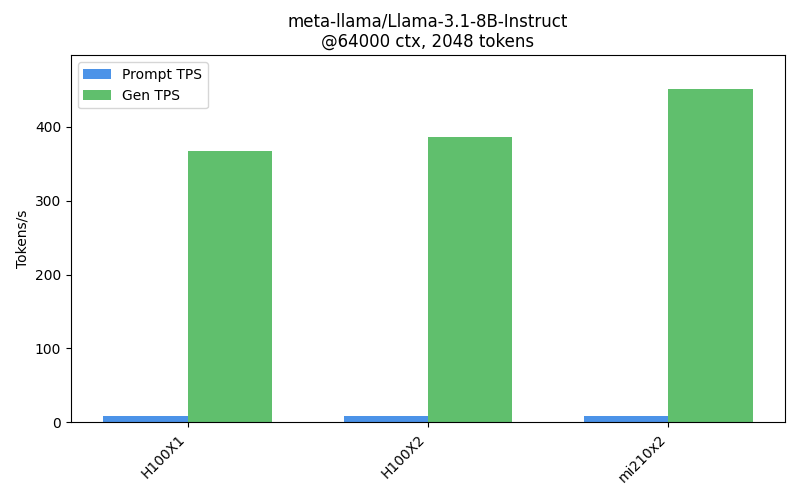 meta-llama/Llama-3.1-8B-Instruct
@64000 ctx, 2048 tokens
Prompt TPS
Gen TPS
Tokens/s
400
300
200
100
0
H100X1
H100X2
mi210x2